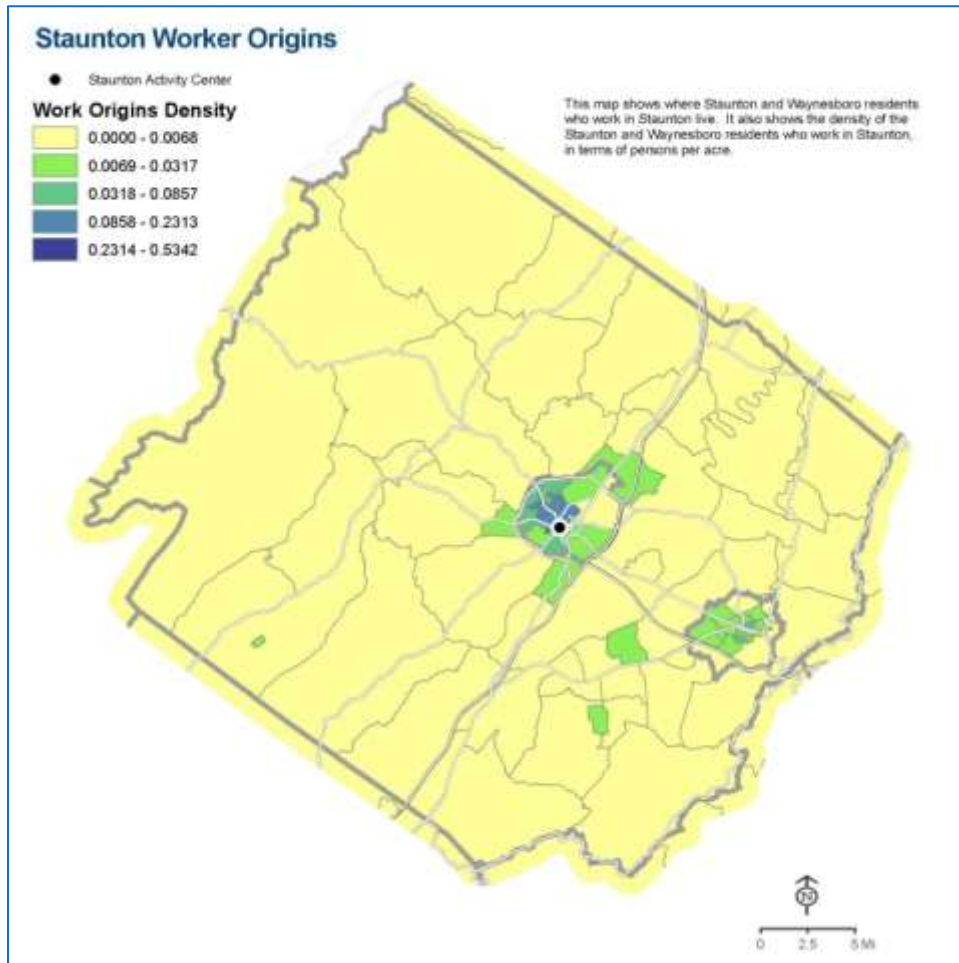 Staunton Worker Origins
Staunton Activity Center
Work Origins Density
0.0000 - 0.0068
0.0069 - 0.0317
0.0318 - 0.0857
0.0858 - 0.2313
0.2314 - 0.5342
This map shows where Staunton and Waynesboro residents
who work in Staunton live. It also shows the density of the
Staunton and Waynesboro residents who work in Staunton,
in terms of persons per acre.
N
0 2.5 5 Mi